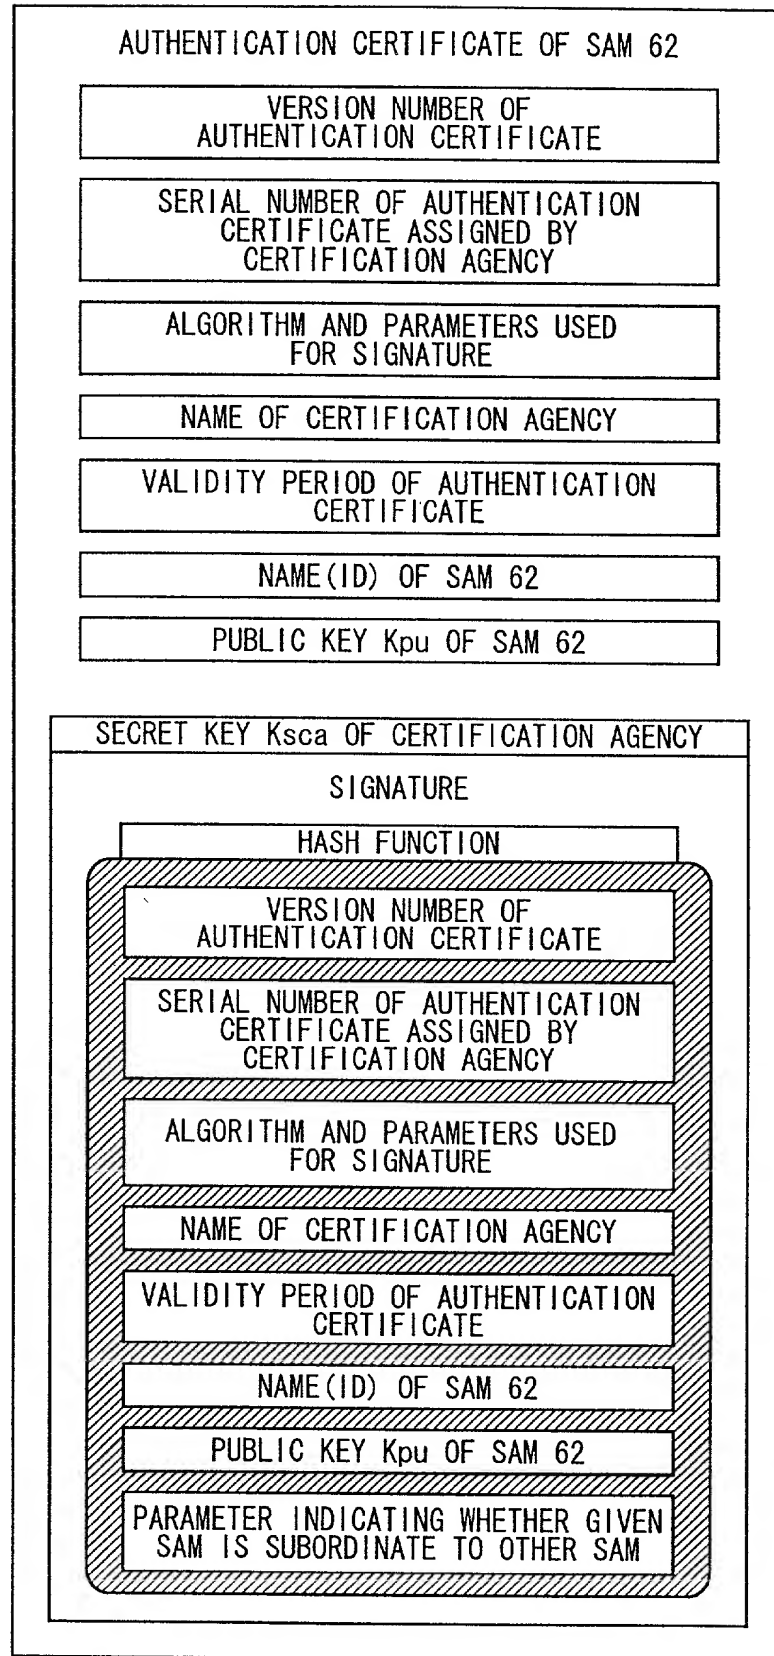 AUTHENTICATION CERTIFICATE OF SAM 62
VERSION NUMBER OF
AUTHENTICATION CERTIFICATE
SERIAL NUMBER OF AUTHENTICATION
CERTIFICATE ASSIGNED BY
CERTIFICATION AGENCY
ALGORITHM AND PARAMETERS USED
FOR SIGNATURE
NAME OF CERTIFICATION AGENCY
VALIDITY PERIOD OF AUTHENTICATION
CERTIFICATE
NAME(ID) OF SAM 62
PUBLIC KEY Kpu OF SAM 62
SECRET KEY Ksca OF CERTIFICATION AGENCY
SIGNATURE
HASH FUNCTION
VERSION NUMBER OF
AUTHENTICATION CERTIFICATE
SERIAL NUMBER OF AUTHENTICATION
CERTIFICATE ASSIGNED BY
CERTIFICATION AGENCY
ALGORITHM AND PARAMETERS USED
FOR SIGNATURE
NAME OF CERTIFICATION AGENCY
VALIDITY PERIOD OF AUTHENTICATION
CERTIFICATE
NAME(ID) OF SAM 62
PUBLIC KEY Kpu OF SAM 62
PARAMETER INDICATING WHETHER GIVEN
SAM IS SUBORDINATE TO OTHER SAM